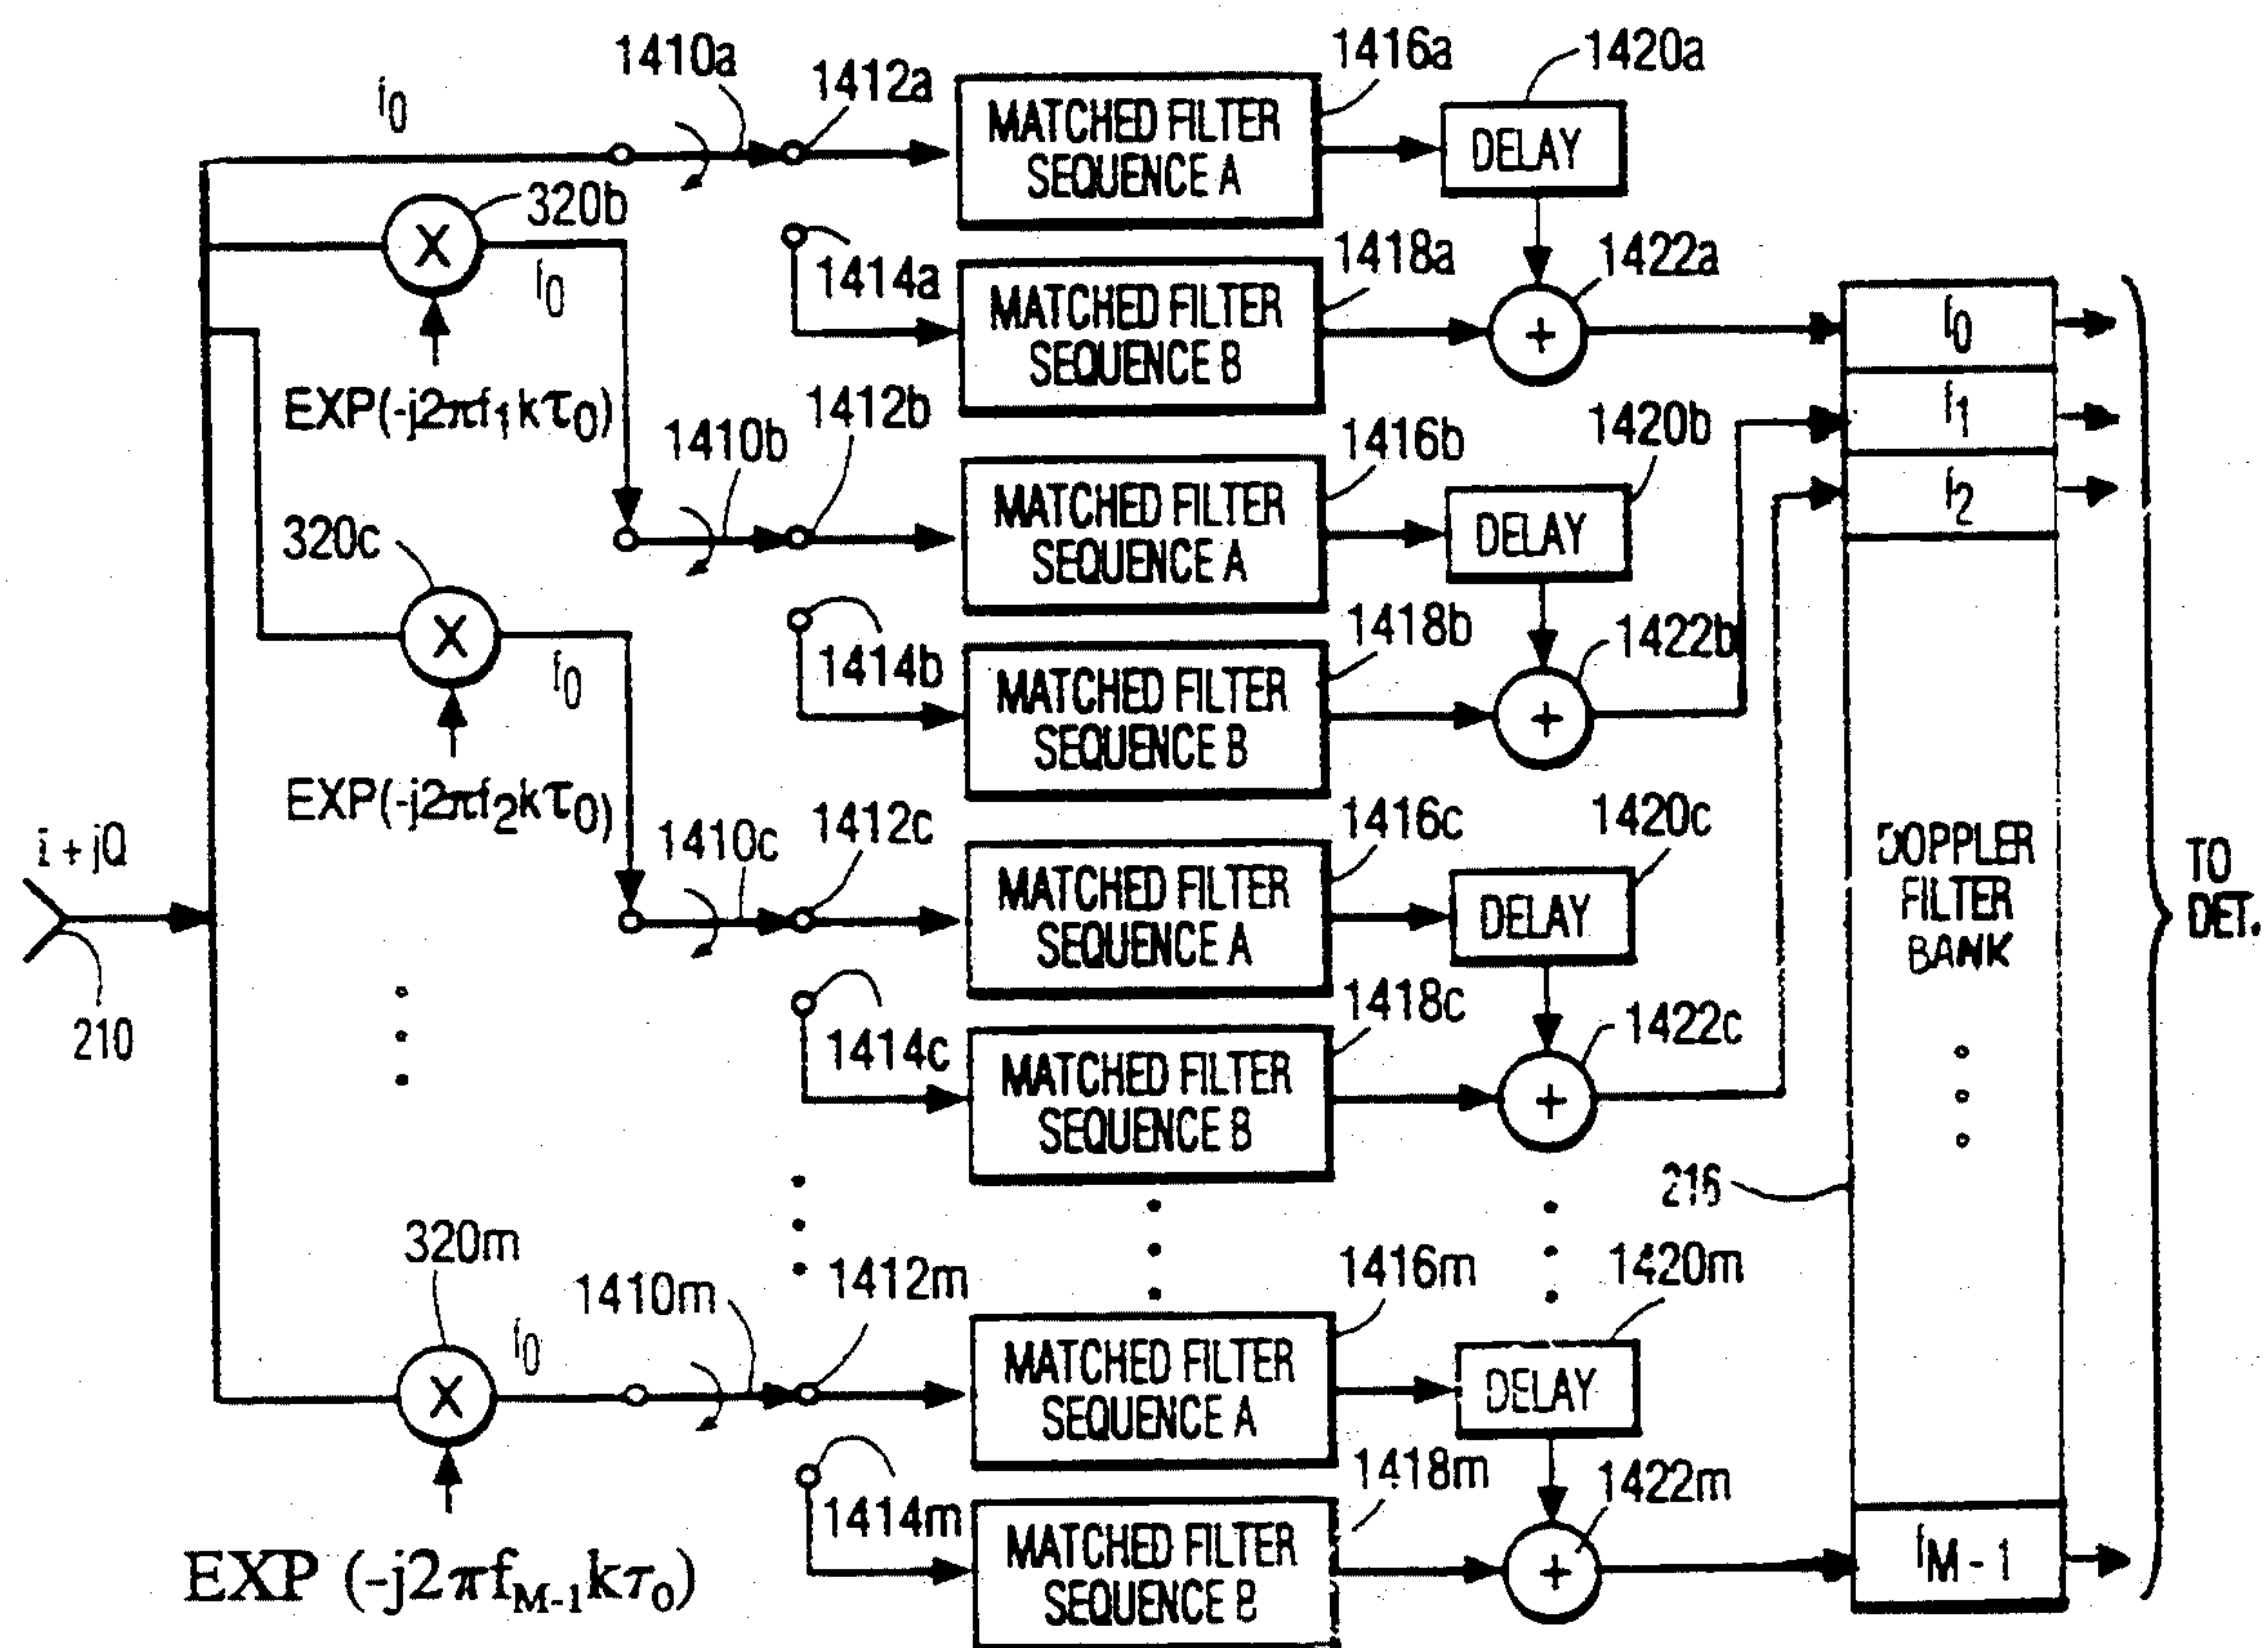 f0
1410a
1412a
MATCHED FILTER
SEQUENCE A
1416a
DELAY
1420a
320b
X
f0
EXP(-j2πf1kτ0)
1414a
MATCHED FILTER
SEQUENCE B
1418a
+
1422a
1410b
1412b
MATCHED FILTER
SEQUENCE A
1416b
DELAY
1420b
320c
X
f0
EXP(-j2πf2kτ0)
1414b
MATCHED FILTER
SEQUENCE B
1418b
+
1422b
1410c
1412c
MATCHED FILTER
SEQUENCE A
1416c
DELAY
1420c
I + jQ
210
1414c
MATCHED FILTER
SEQUENCE B
1418c
+
1422c
320m
X
f0
EXP (-j2πfM-1kτ0)
1410m
1412m
MATCHED FILTER
SEQUENCE A
1416m
DELAY
1420m
1414m
MATCHED FILTER
SEQUENCE B
1418m
+
1422m
f0
f1
f2
DOPPLER
FILTER
BANK
216
fM-1
TO
DET.